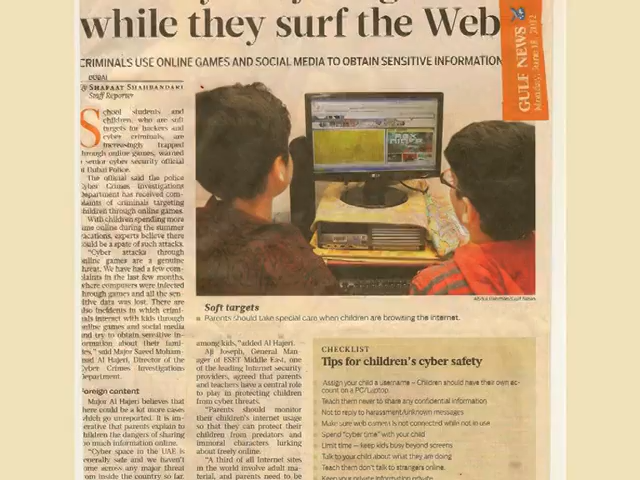 while they surf the Web
CRIMINALS USE ONLINE GAMES AND SOCIAL MEDIA TO OBTAIN SENSITIVE INFORMATION
GULF NEWS
Monday, June 18, 2012
DUBAI
SHAFAAT SHAHBANDARI
Staff Reporter
School students and
children, who are soft
targets for hackers and
cyber criminals, are
increasingly trapped
through online games, warned
senior cyber security official
at Dubai Police.
The official said the police
Cyber Crimes Investigations
Department has received com-
plaints of criminals targeting
children through online games.
With children spending more
time online during the summer
vacations, experts believe there
could be a spate of such attacks.
"Cyber attacks through
online games are a genuine
threat. We have had a few com-
plaints in the last few months,
where computers were infected
through games and all the sen-
sitive data was lost. There are
also incidents in which crimi-
nals interact with kids through
online games and social media
and try to obtain sensitive in-
formation about their fami-
lies," said Major Saeed Moham-
mad Al Hajeri, Director of the
Cyber Crimes Investigations
Department.
Foreign content
Major Al Hajeri believes that
there could be a lot more cases
which go unreported. It is im-
perative that parents explain to
children the dangers of sharing
so much information online.
"Cyber space in the UAE is
generally safe and we haven't
come across any major threat
from inside the country so far.
Soft targets
Parents should take special care when children are browsing the internet.
among kids," added Al Hajeri.
Aji Joseph, General Man-
ager of ESET Middle East, one
of the leading Internet security
providers, agreed that parents
and teachers have a central role
to play in protecting children
from cyber threats.
"Parents should monitor
their children's internet usage
so that they can protect their
children from predators and
immoral characters lurking
about freely online.
"A third of all Internet sites
in the world involve adult ma-
terial, and parents need to be
CHECKLIST
Tips for children's cyber safety
Assign your child a username – Children should have their own ac-
count on a PC/Laptop.
Teach them never to share any confidential information
Not to reply to harassment/unknown messages
Make sure web camera is not connected while not in use
Spend "cyber time" with your child
Limit time – keep kids busy beyond screens
Talk to your child about what they are doing
Teach them don't talk to strangers online.
Keep your private information private